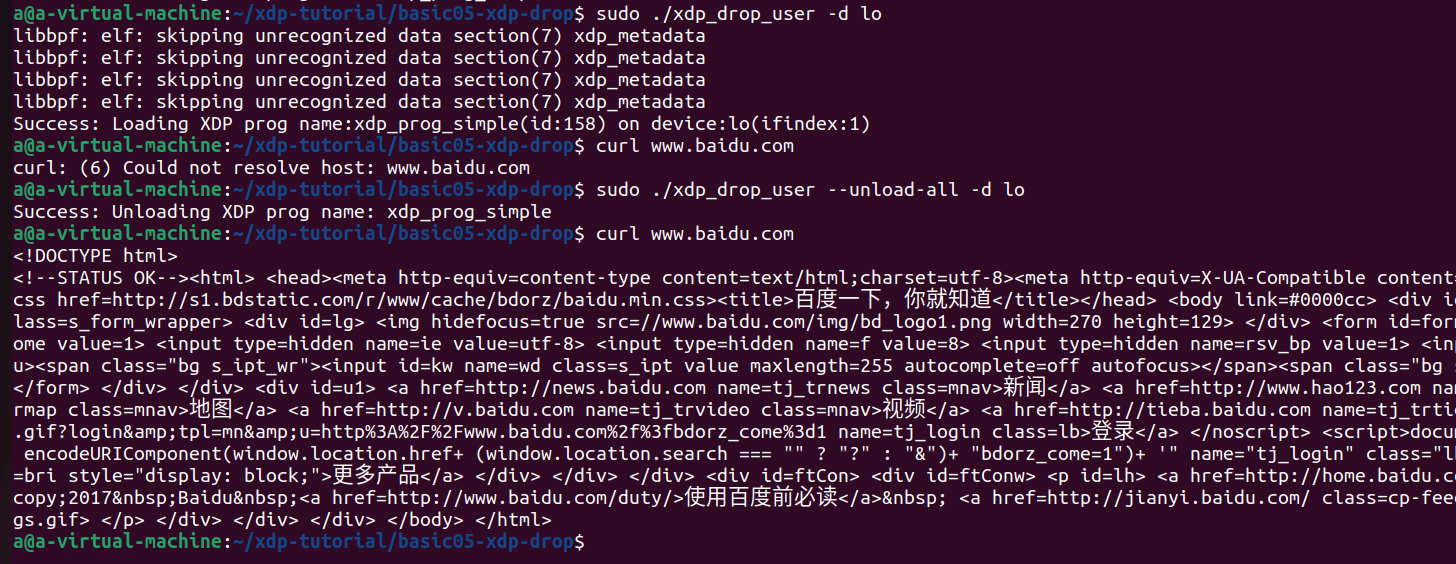 a@a-virtual-machine:~/xdp-tutorial/basic05-xdp-drop$ sudo ./xdp_drop_user -d lo
libbpf: elf: skipping unrecognized data section(7) xdp_metadata
libbpf: elf: skipping unrecognized data section(7) xdp_metadata
libbpf: elf: skipping unrecognized data section(7) xdp_metadata
libbpf: elf: skipping unrecognized data section(7) xdp_metadata
Success: Loading XDP prog name:xdp_prog_simple(id:158) on device:lo(ifindex:1)
a@a-virtual-machine:~/xdp-tutorial/basic05-xdp-drop$ curl www.baidu.com
curl: (6) Could not resolve host: www.baidu.com
a@a-virtual-machine:~/xdp-tutorial/basic05-xdp-drop$ sudo ./xdp_drop_user --unload-all -d lo
Success: Unloading XDP prog name: xdp_prog_simple
a@a-virtual-machine:~/xdp-tutorial/basic05-xdp-drop$ curl www.baidu.com
<!DOCTYPE html>
<!--STATUS OK--><html> <head><meta http-equiv=content-type content=text/html;charset=utf-8><meta http-equiv=X-UA-Compatible content=
css href=http://s1.bdstatic.com/r/www/cache/bdorz/baidu.min.css><title>百度一下，你就知道</title></head> <body link=#0000cc> <div i
lass=s_form_wrapper> <div id=lg> <img hidefocus=true src=//www.baidu.com/img/bd_logo1.png width=270 height=129> </div> <form id=for
ome value=1> <input type=hidden name=ie value=utf-8> <input type=hidden name=f value=8> <input type=hidden name=rsv_bp value=1> <in
u><span class="bg s_ipt_wr"><input id=kw name=wd class=s_ipt value maxlength=255 autocomplete=off autofocus></span><span class="bg s
</form> </div> </div> <div id=u1> <a href=http://news.baidu.com name=tj_trnews class=mnav>新闻</a> <a href=http://www.hao123.com na
rmap class=mnav>地图</a> <a href=http://v.baidu.com name=tj_trvideo class=mnav>视频</a> <a href=http://tieba.baidu.com name=tj_trti
.gif?login&amp;tpl=mn&amp;u=http%3A%2F%2Fwww.baidu.com%2f%3fbdorz_come%3d1 name=tj_login class=lb>登录</a> </noscript> <script>docu
encodeURIComponent(window.location.href+ (window.location.search === "" ? "?" : "&")+ "bdorz_come=1")+ '" name="tj_login" class="l
=bri style="display: block;">更多产品</a> </div> </div> </div> <div id=ftCon> <div id=ftConw> <p id=lh> <a href=http://home.baidu.c
copy;2017&nbsp;Baidu&nbsp;<a href=http://www.baidu.com/duty/>使用百度前必读</a>&nbsp; <a href=http://jianyi.baidu.com/ class=cp-fee
gs.gif> </p> </div> </div> </div> </body> </html>
a@a-virtual-machine:~/xdp-tutorial/basic05-xdp-drop$